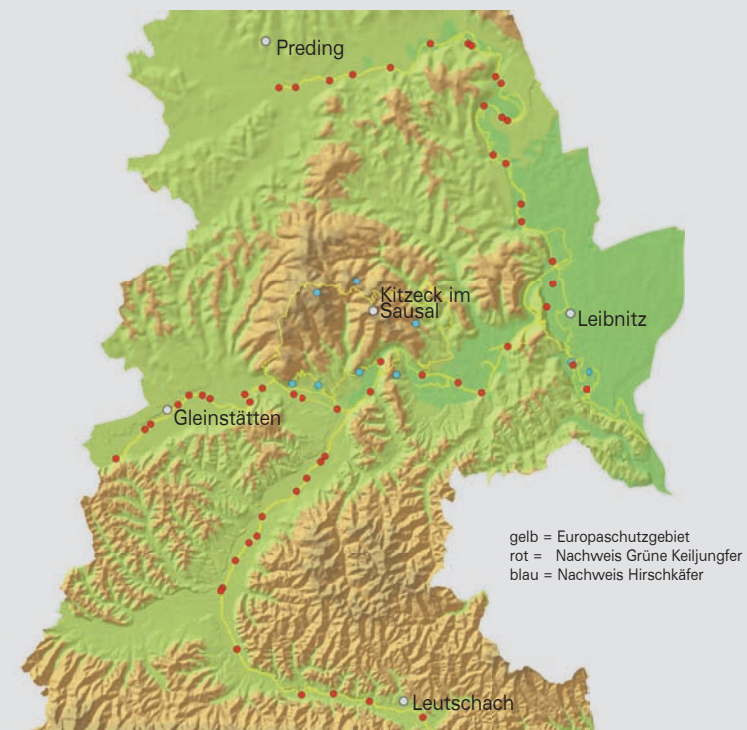 Preding
Kitzeck im
Sausal
Leibnitz
Gleinstätten
gelb = Europaschutzgebiet
rot = Nachweis Grüne Keiljungfer
blau = Nachweis Hirschkäfer
Leutschach